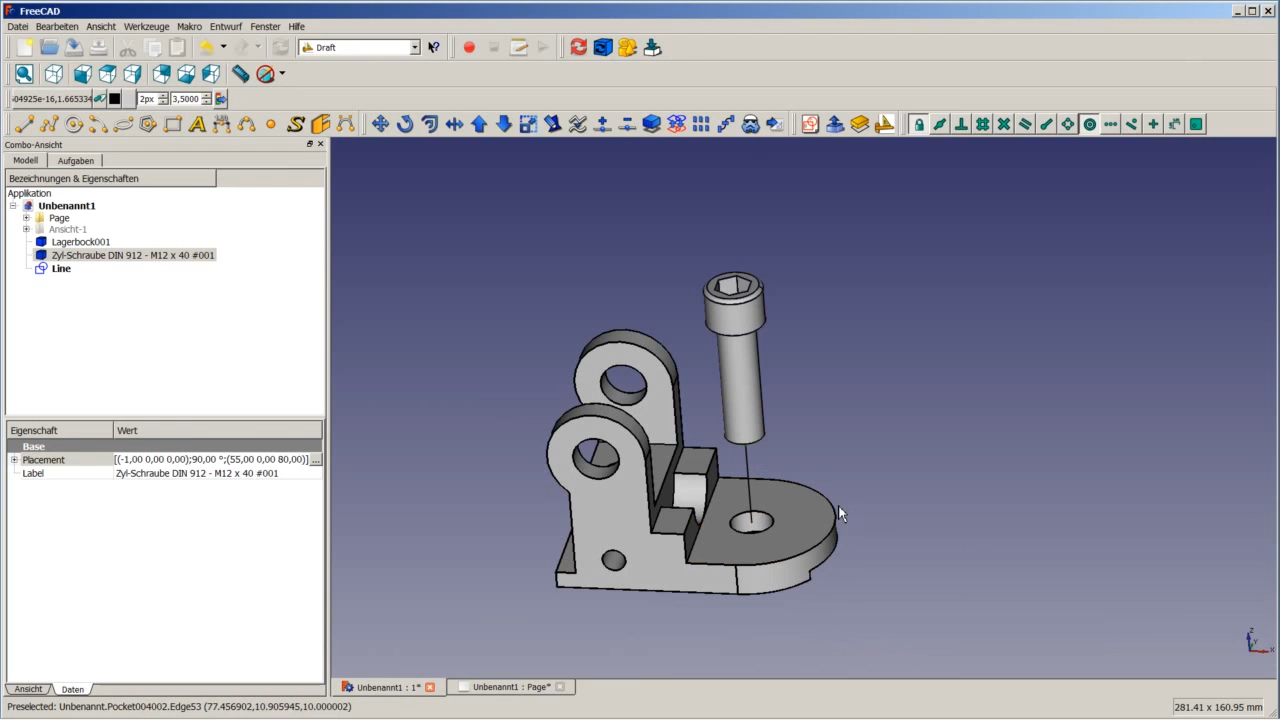 FreeCAD
Datei Bearbeiten Ansicht Werkzeuge Makro Entwurf Fenster Hilfe
Draft
04925e-16,1.665334 2px 3,5000
Combo-Ansicht
Modell Aufgaben
Bezeichnungen & Eigenschaften
Applikation
Unbenannt1
Page
Ansicht-1
Lagerbock001
Zyl-Schraube DIN 912 - M12 x 40 #001
Line
Eigenschaft Wert
Base
Placement [(-1,00 0,00 0,00);90,00 °;(55,00 0,00 80,00)] ...
Label Zyl-Schraube DIN 912 - M12 x 40 #001
Z
Y
X
Ansicht Daten
Unbenannt1 : 1* Unbenannt1 : Page*
Preselected: Unbenannt.Pocket004002.Edge53 (77.456902,10.905945,10.000002) 281.41 x 160.95 mm